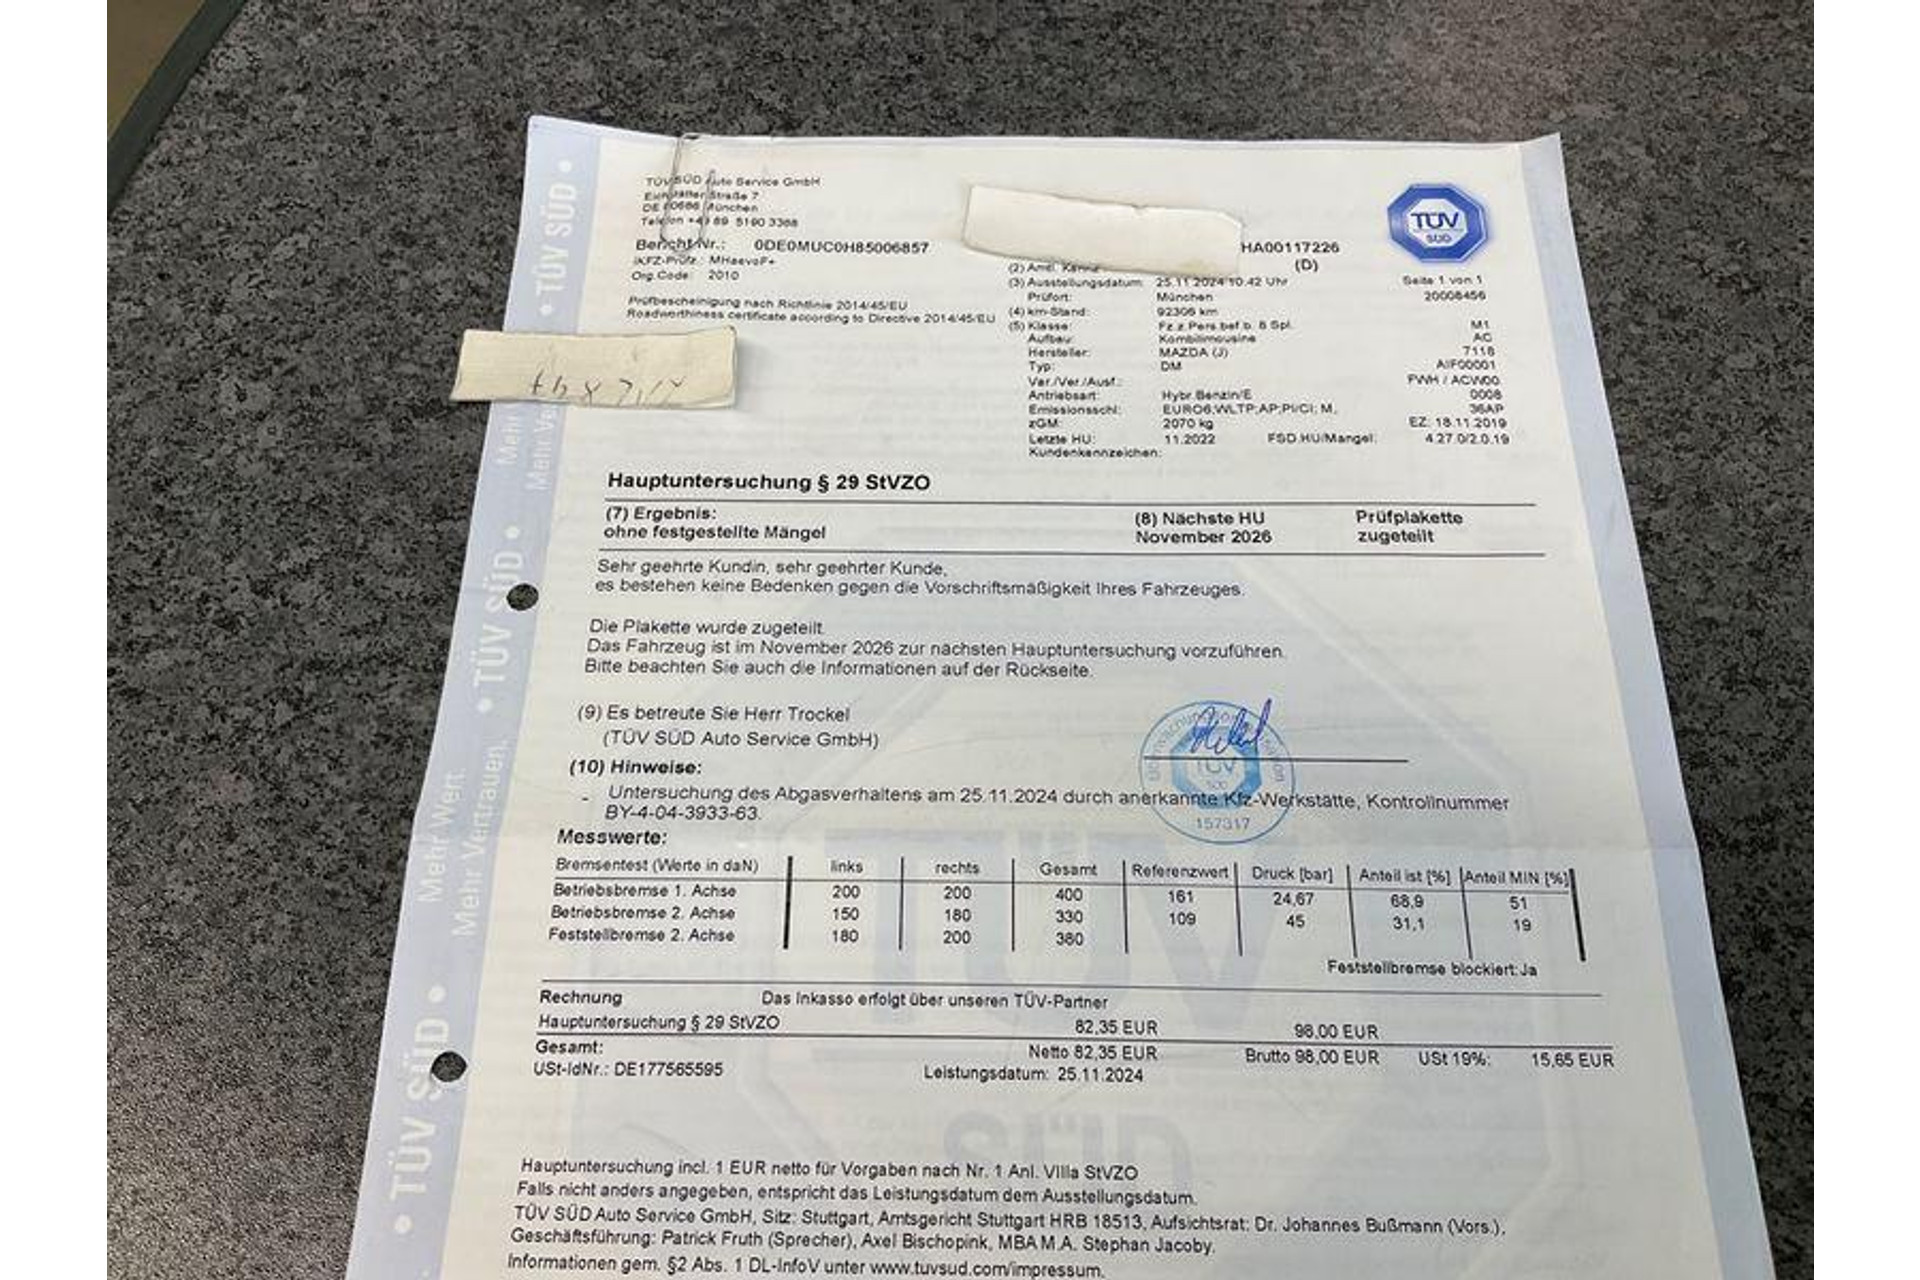 TÜV SÜD Auto Service GmbH
Straße 7
DE 80686 München
Telefon +49 89 5190 3368
Bericht-Nr.: 0DE0MUC0H85006857
iKFZ-Prüfz.: MHaevoF+
Org.Code: 2010
Prüfbescheinigung nach Richtlinie 2014/45/EU
Roadworthiness certificate according to Directive 2014/45/EU
HA00117226
(2) Amtl. (D)
TÜV
SÜD
(3) Ausstellungsdatum: 25.11.2024 10.42 Uhr Seite 1 von 1
Prüfort: München 20008456
(4) km-Stand: 92306 km
(5) Klasse: Fz.z.Pers.bef.b. 8 Spl. M1
Aufbau: Kombilimousine AC
Hersteller: MAZDA (J) 7118
Typ: DM AIF00001
Var./Ver./Ausf.: FWH / ACW00
Antriebsart: Hybr.Benzin/E 0008
Emissionsschl: EURO6;WLTP;AP;PI/CI; M, 36AP
zGM: 2070 kg EZ: 18.11.2019
Letzte HU: 11.2022 FSD.HU/Mangel: 4.27.0/2.0.19
Kundenkennzeichen:
Hauptuntersuchung § 29 StVZO
(7) Ergebnis: (8) Nächste HU Prüfplakette
ohne festgestellte Mängel November 2026 zugeteilt
Sehr geehrte Kundin, sehr geehrter Kunde,
es bestehen keine Bedenken gegen die Vorschriftsmäßigkeit Ihres Fahrzeuges.
Die Plakette wurde zugeteilt.
Das Fahrzeug ist im November 2026 zur nächsten Hauptuntersuchung vorzuführen.
Bitte beachten Sie auch die Informationen auf der Rückseite.
(9) Es betreute Sie Herr Trockel
(TÜV SÜD Auto Service GmbH)
TÜV
157317
(10) Hinweise:
- Untersuchung des Abgasverhaltens am 25.11.2024 durch anerkannte Kfz-Werkstätte, Kontrollnummer
BY-4-04-3933-63.
Messwerte:
Bremsentest (Werte in daN) links rechts Gesamt Referenzwert Druck [bar] Anteil ist [%] Anteil MIN [%]
Betriebsbremse 1. Achse 200 200 400 161 24,67 68,9 51
Betriebsbremse 2. Achse 150 180 330 109 45 31,1 19
Feststellbremse 2. Achse 180 200 380
Feststellbremse blockiert: Ja
Rechnung Das Inkasso erfolgt über unseren TÜV-Partner
Hauptuntersuchung § 29 StVZO 82,35 EUR 98,00 EUR
Gesamt: Netto 82,35 EUR Brutto 98,00 EUR USt 19%: 15,65 EUR
USt-IdNr.: DE177565595 Leistungsdatum: 25.11.2024
Hauptuntersuchung incl. 1 EUR netto für Vorgaben nach Nr. 1 Anl. VIIIa StVZO
Falls nicht anders angegeben, entspricht das Leistungsdatum dem Ausstellungsdatum.
TÜV SÜD Auto Service GmbH, Sitz: Stuttgart, Amtsgericht Stuttgart HRB 18513, Aufsichtsrat: Dr. Johannes Bußmann (Vors.),
Geschäftsführung: Patrick Fruth (Sprecher), Axel Bischopink, MBA M.A. Stephan Jacoby.
Informationen gem. §2 Abs. 1 DL-InfoV unter www.tuvsud.com/impressum.
• TÜV SÜD •
Mehr
Mehr Ver
• TÜV SÜD •
Mehr Wert.
Mehr Vertrauen.
• TÜV SÜD •
TÜV
SÜD